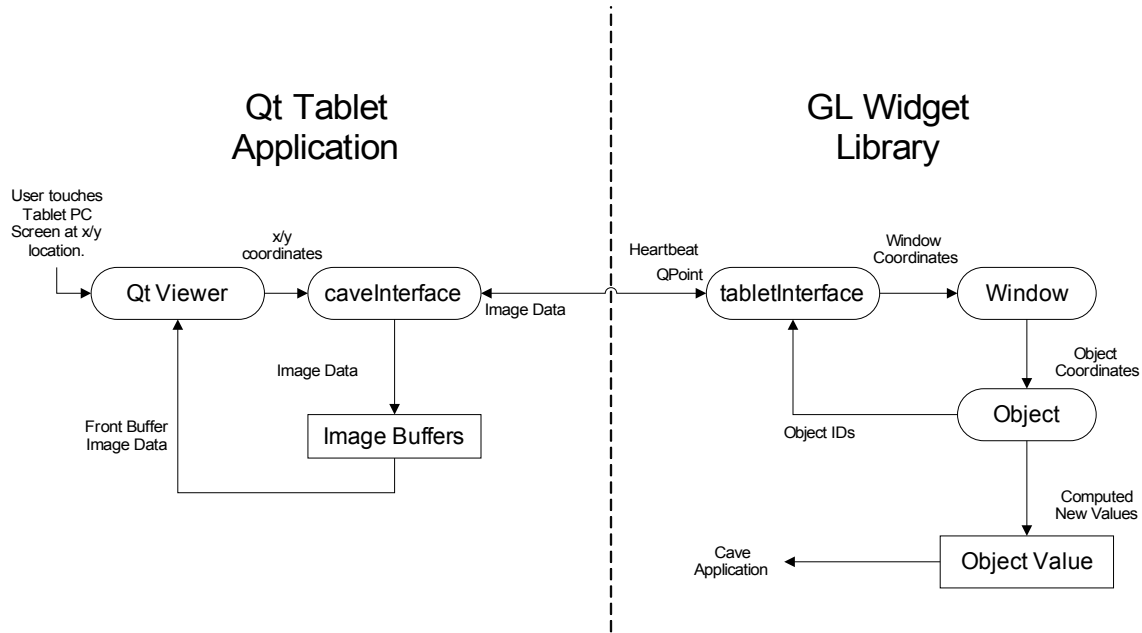 Qt Tablet
Application
GL Widget
Library
User touches
Tablet PC
Screen at x/y
location.
x/y
coordinates
Qt Viewer
caveInterface
Image Data
Heartbeat
QPoint
tabletInterface
Window
Coordinates
Window
Image Data
Object
Coordinates
Front Buffer
Image Data
Image Buffers
Object IDs
Object
Computed
New Values
Cave
Application
Object Value